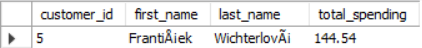 customer_id first_name last_name total_spending
5 FrantiÅ¡ek WichterlovÃ¡ 144.54